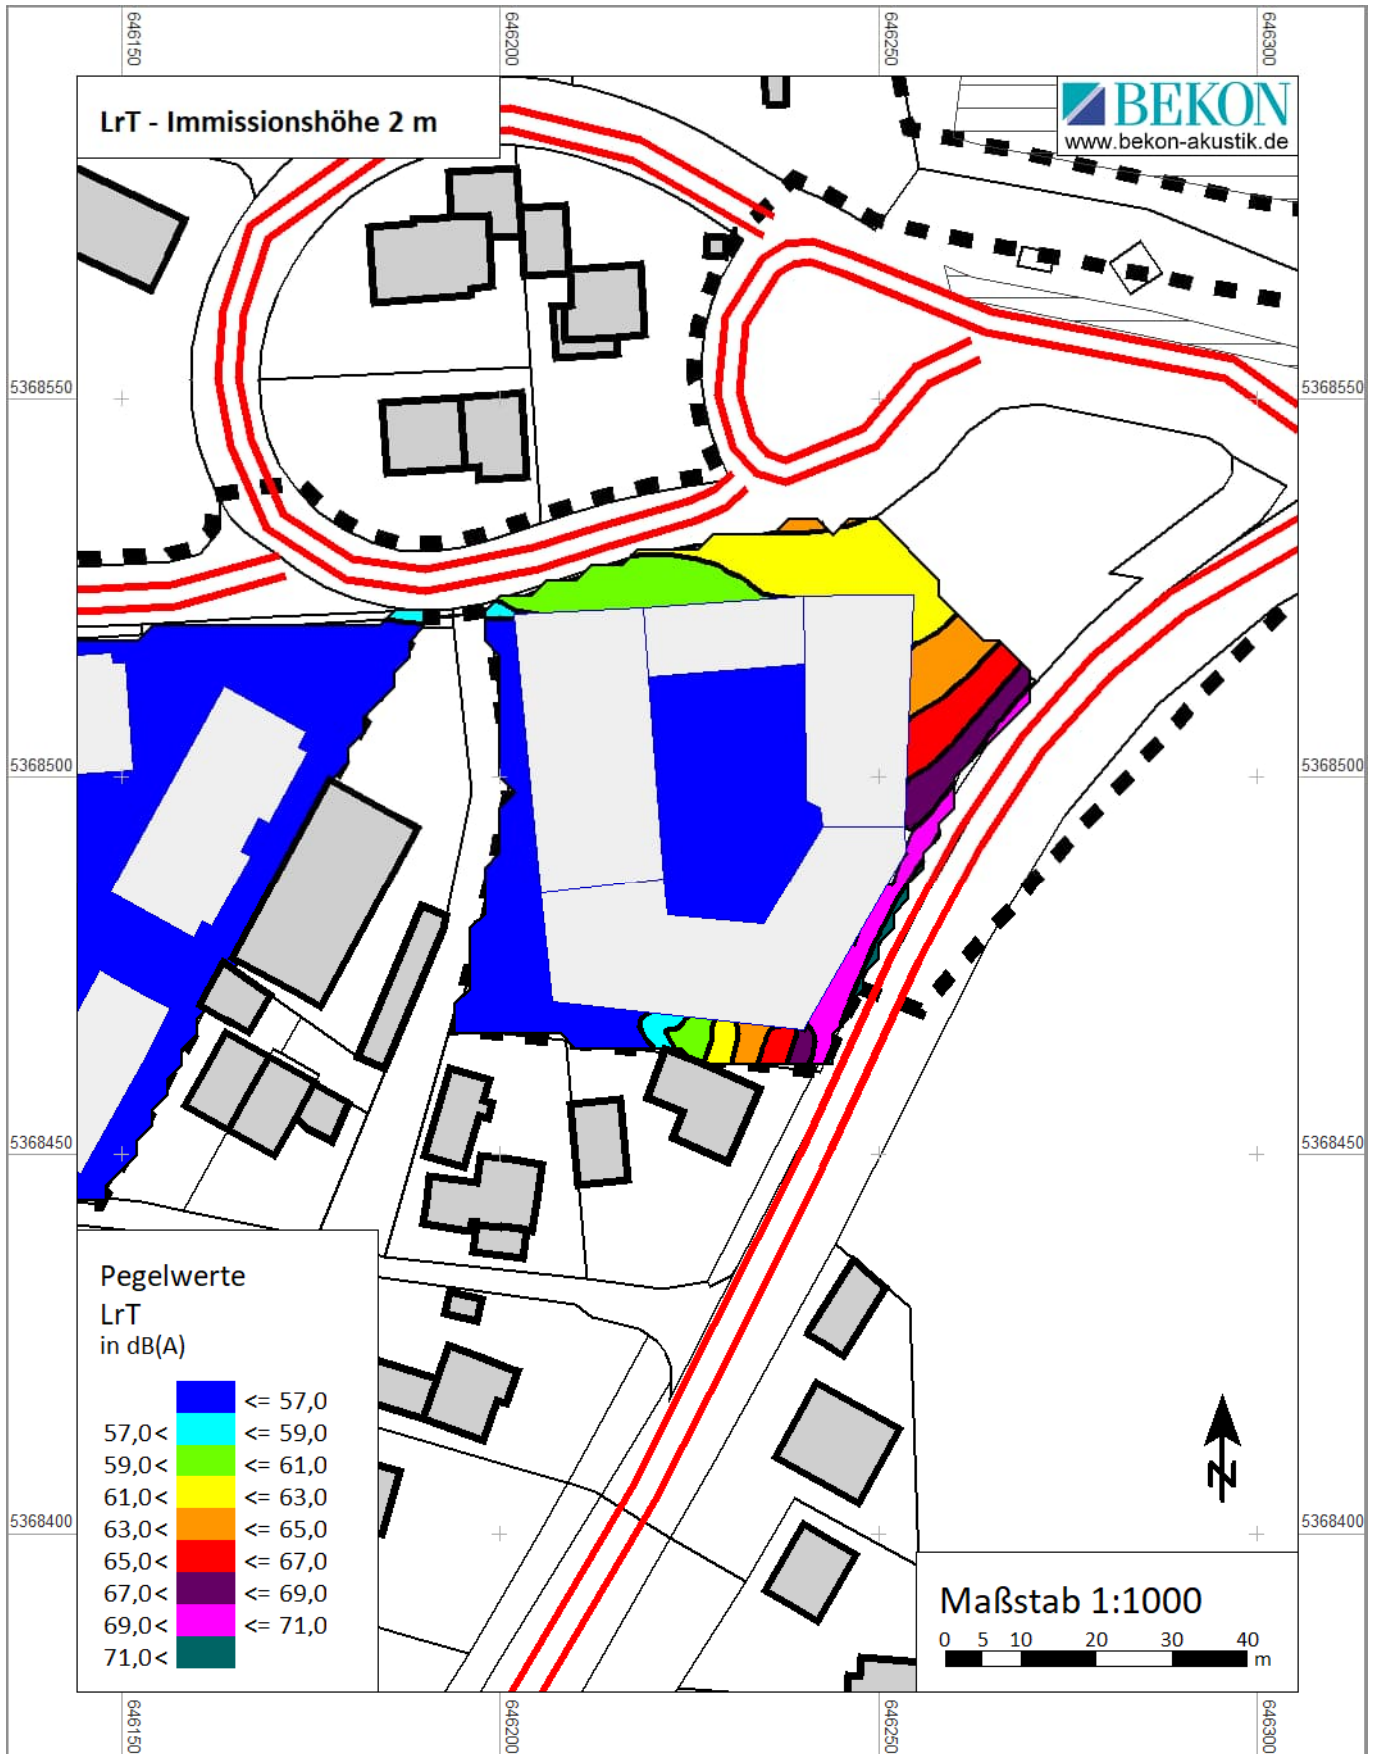 646150
646200
646250
646300
LrT - Immissionshöhe 2 m
BEKON
www.bekon-akustik.de
5368550
5368550
5368500
5368500
5368450
5368450
Pegelwerte
LrT
in dB(A)
<= 57,0
57,0< <= 59,0
59,0< <= 61,0
61,0< <= 63,0
63,0< <= 65,0
65,0< <= 67,0
67,0< <= 69,0
69,0< <= 71,0
71,0<
N
5368400
5368400
Maßstab 1:1000
0 5 10 20 30 40
m
646150
646200
646250
646300